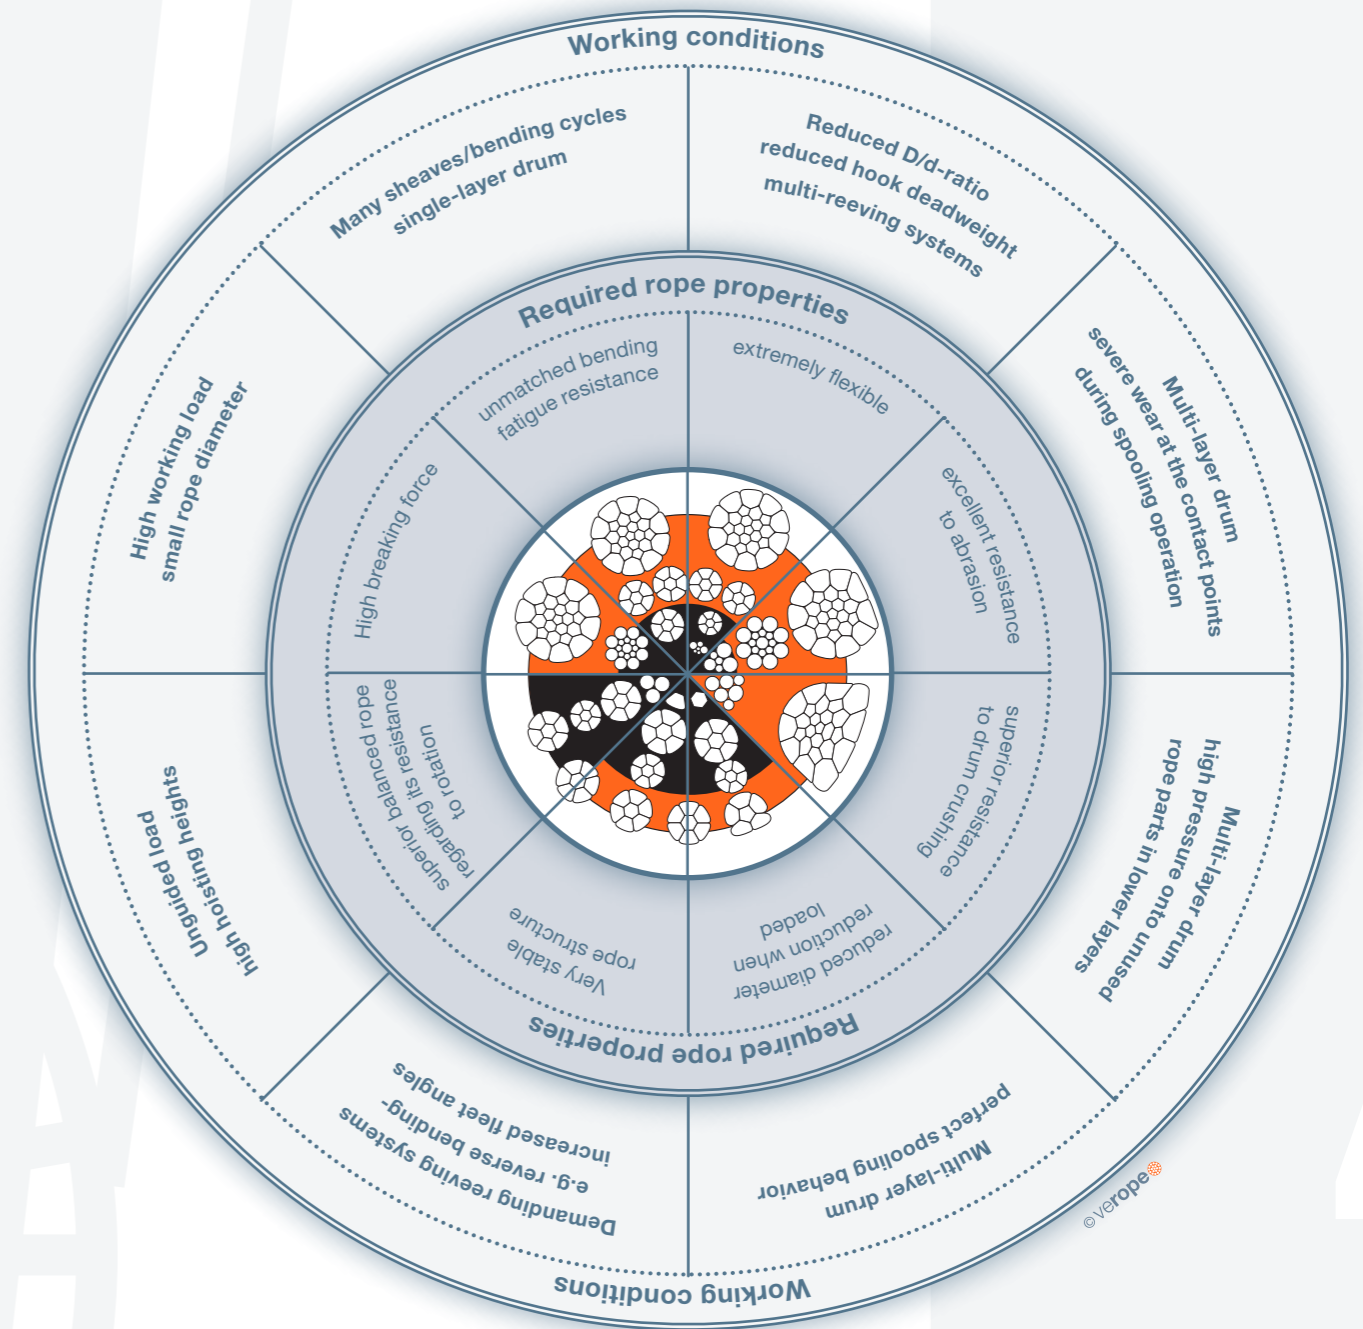 Working conditions
Many sheaves/bending cycles
single-layer drum
Reduced D/d-ratio
reduced hook deadweight
multi-reeving systems
Multi-layer drum
severe wear at the contact points
during spooling operation
Multi-layer drum
high pressure onto unused
rope parts in lower layers
Multi-layer drum
perfect spooling behavior
Demanding reeving systems
e.g. reverse bending-
increased fleet angles
Unguided load
high hoisting heights
High working load
small rope diameter
Working conditions
Required rope properties
unmatched bending
fatigue resistance
extremely flexible
excellent resistance
to abrasion
superior resistance
to drum crushing
reduced diameter
reduction when
loaded
Very stable
rope structure
superior balanced rope
regarding its resistance
to rotation
High breaking force
Required rope properties
© verope